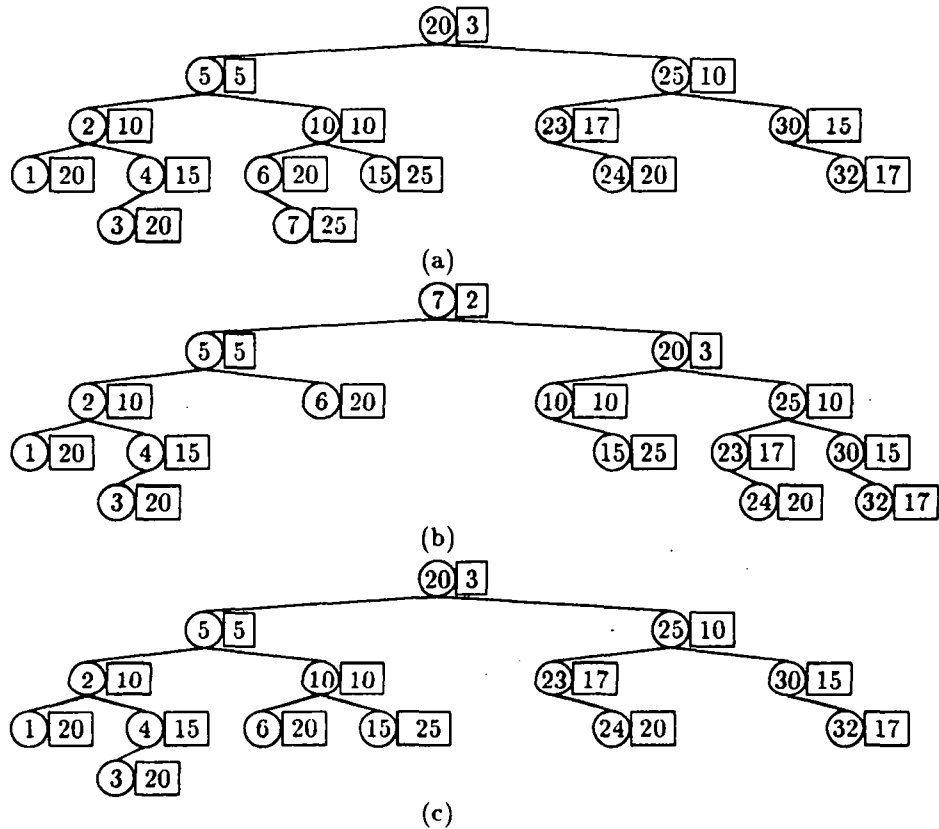 20 3
5 5 25 10
2 10 10 10 23 17 30 15
1 20 4 15 6 20 15 25 24 20 32 17
3 20 7 25
(a)
7 2
5 5 20 3
2 10 6 20 10 10 25 10
1 20 4 15 15 25 23 17 30 15
3 20 24 20 32 17
(b)
20 3
5 5 25 10
2 10 10 10 23 17 30 15
1 20 4 15 6 20 15 25 24 20 32 17
3 20
(c)